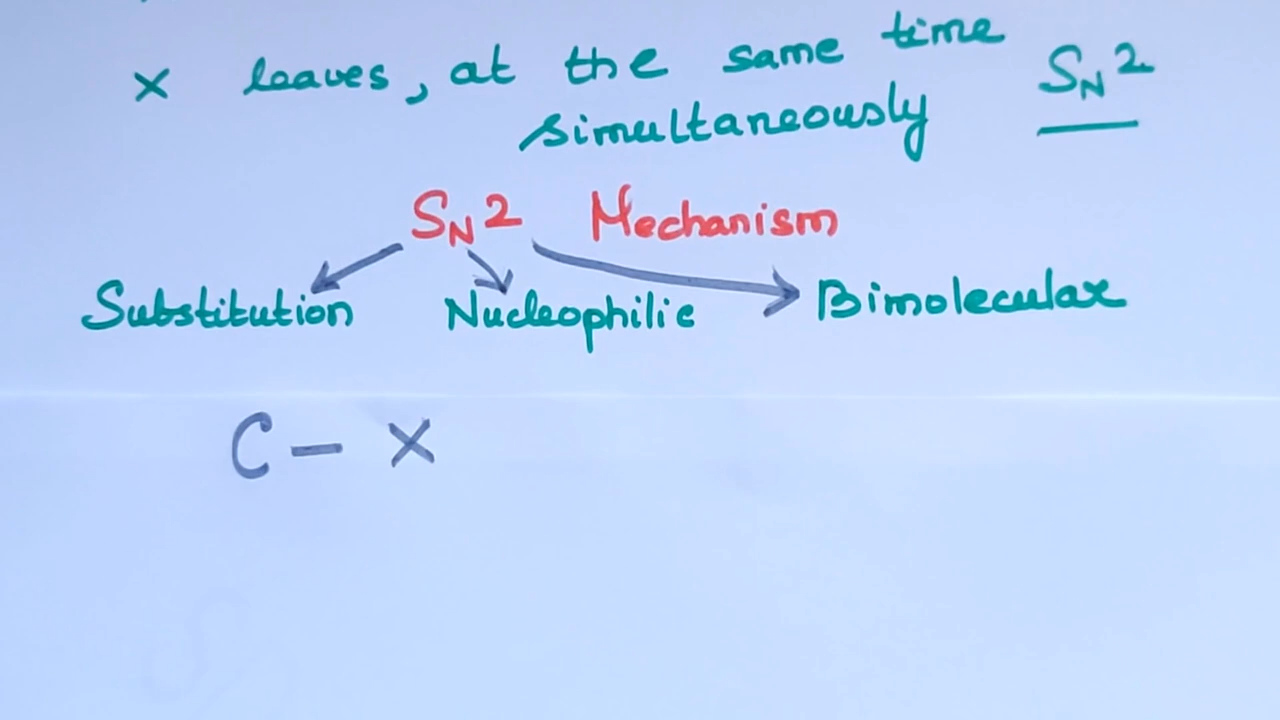 X leaves, at the same time
simultaneously
SN2
SN2 Mechanism
Substitution Nucleophilic Bimolecular
C - X